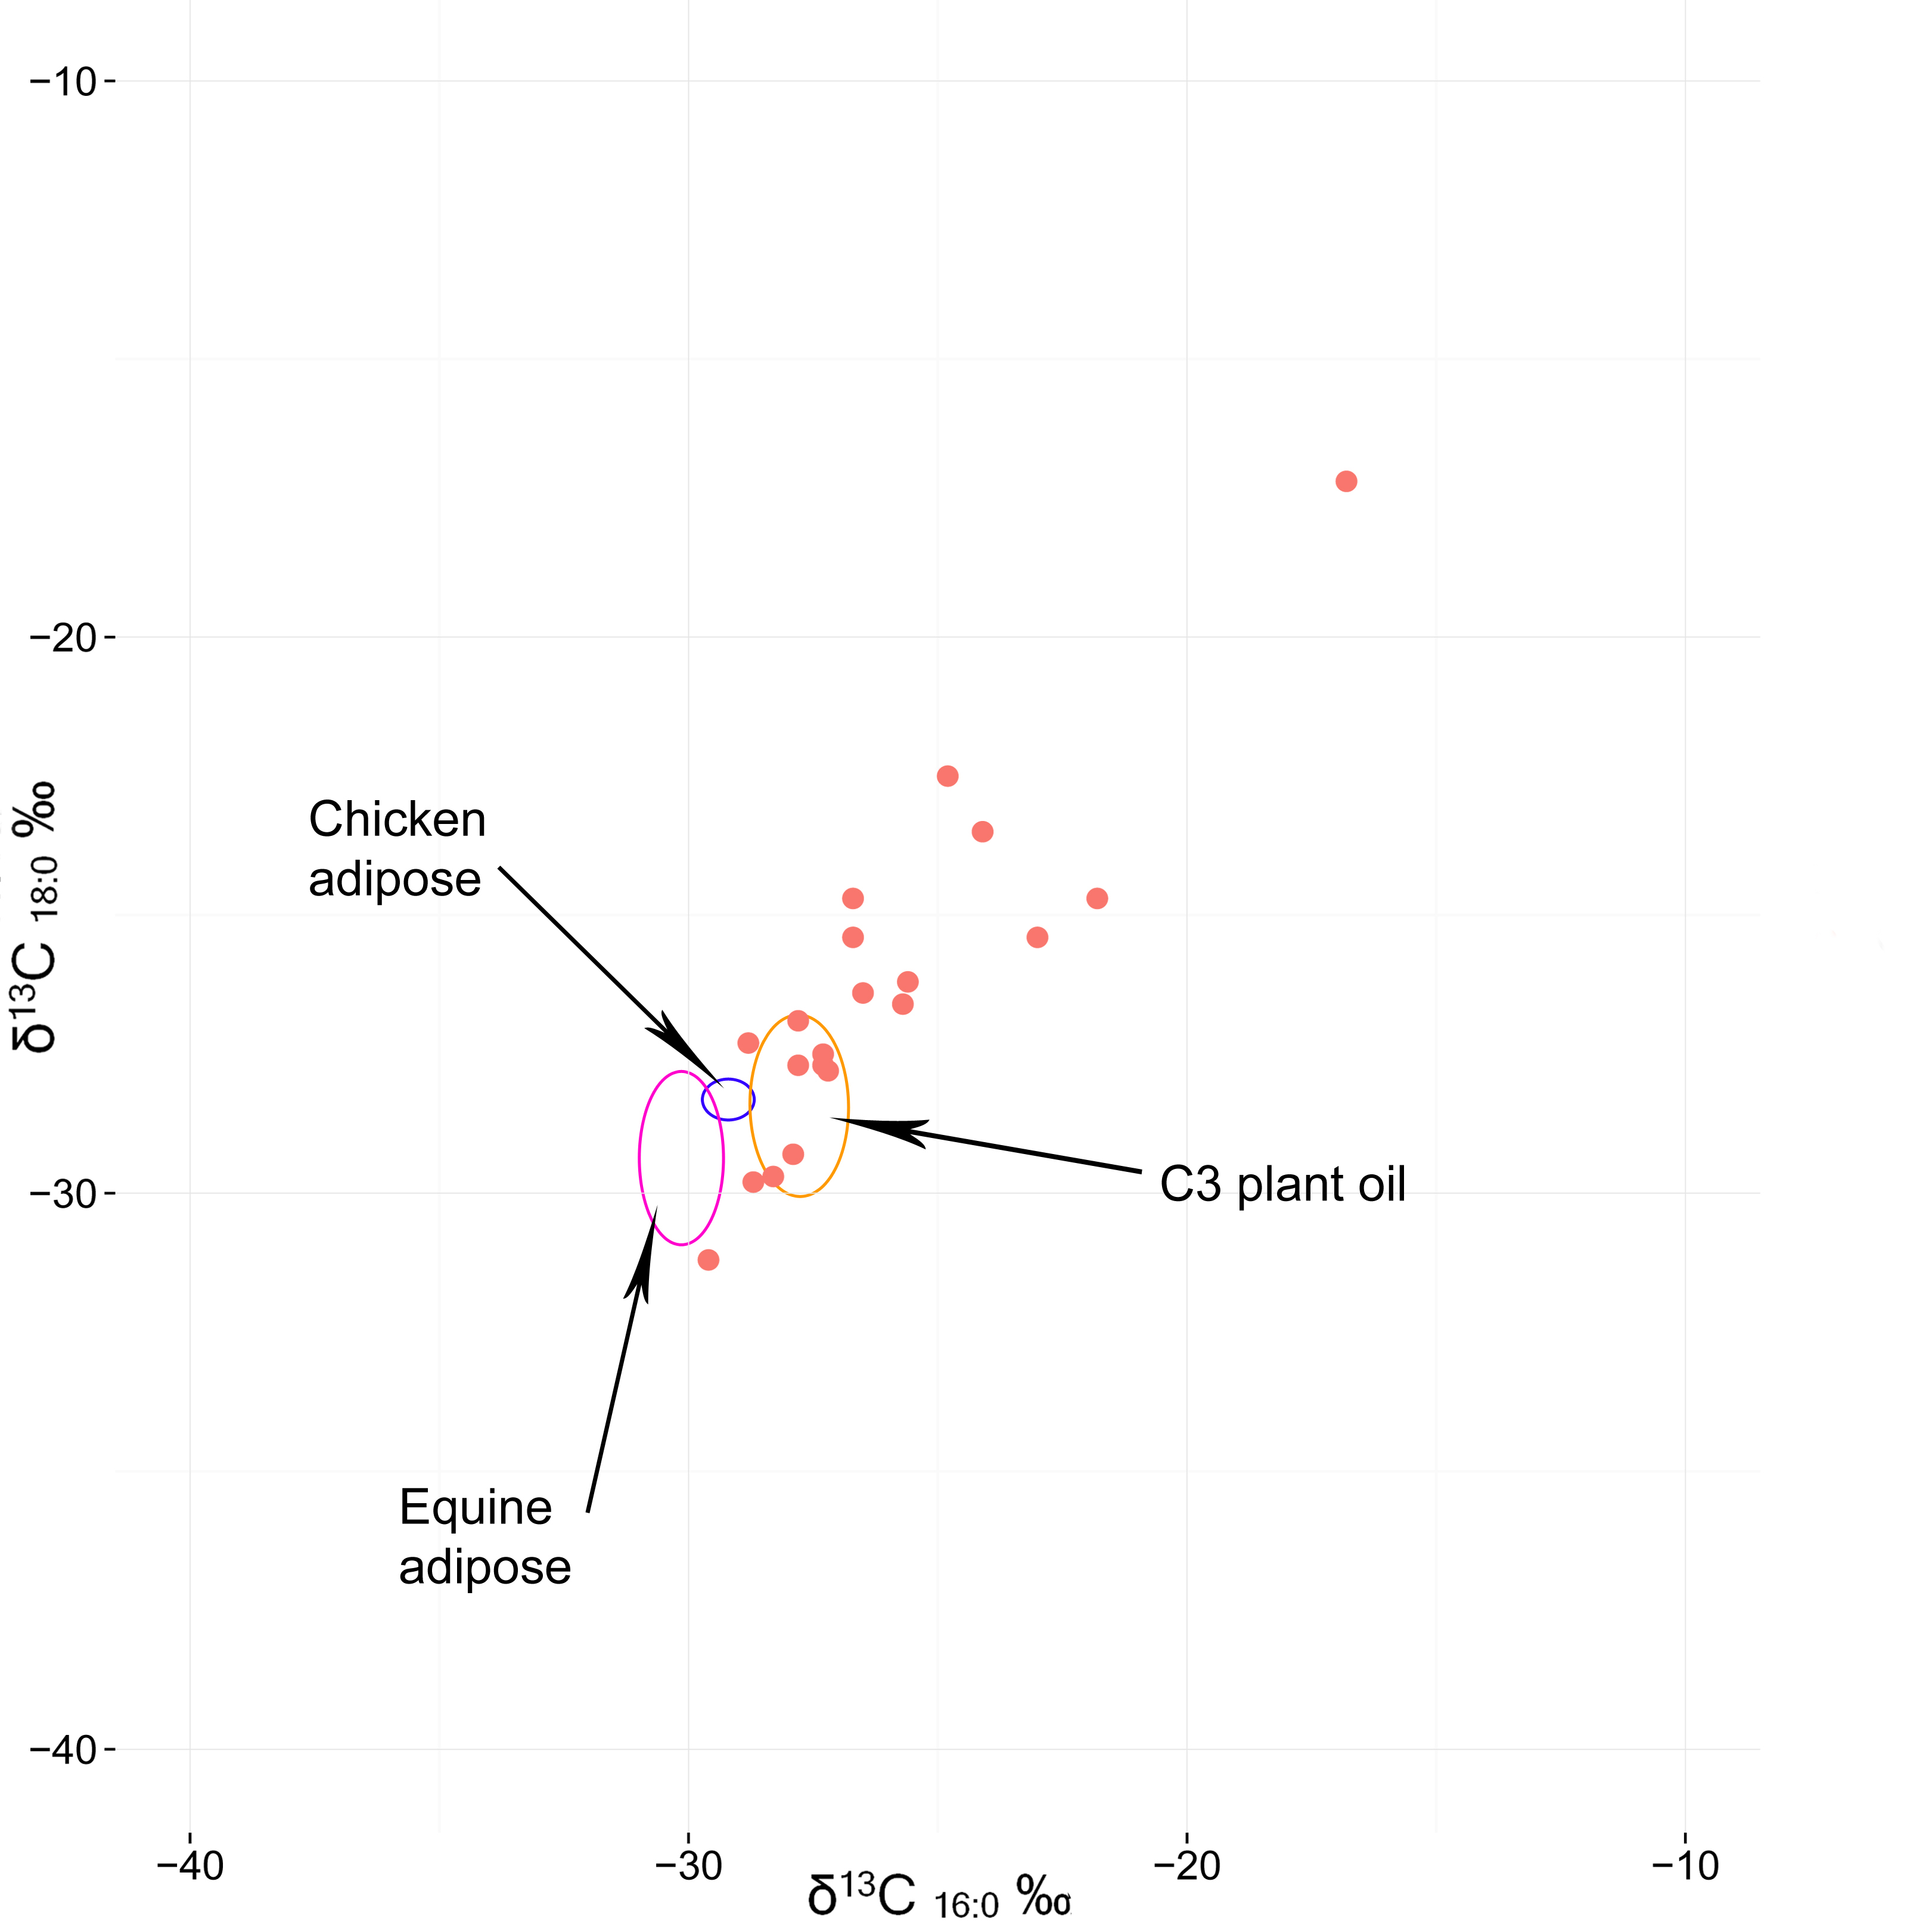 −10
−20
−30
−40
δ13C 18:0 ‰
Chicken
adipose
C3 plant oil
Equine
adipose
−40
−30
−20
−10
δ13C 16:0 ‰